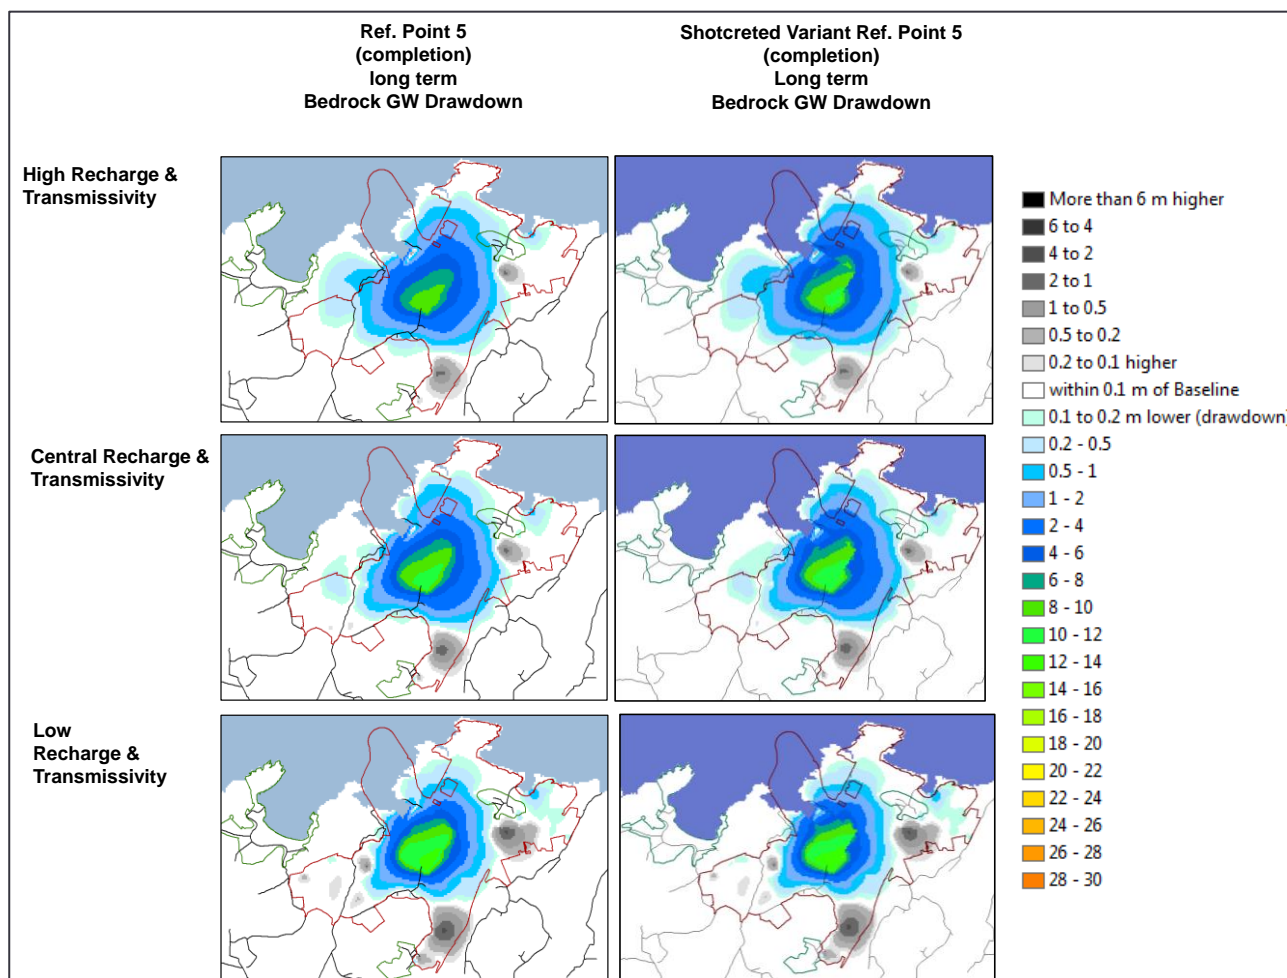 Ref. Point 5
(completion)
long term
Bedrock GW Drawdown
Shotcreted Variant Ref. Point 5
(completion)
Long term
Bedrock GW Drawdown
High Recharge &
Transmissivity
Central Recharge &
Transmissivity
Low
Recharge &
Transmissivity
More than 6 m higher
6 to 4
4 to 2
2 to 1
1 to 0.5
0.5 to 0.2
0.2 to 0.1 higher
within 0.1 m of Baseline
0.1 to 0.2 m lower (drawdown)
0.2 - 0.5
0.5 - 1
1 - 2
2 - 4
4 - 6
6 - 8
8 - 10
10 - 12
12 - 14
14 - 16
16 - 18
18 - 20
20 - 22
22 - 24
24 - 26
26 - 28
28 - 30